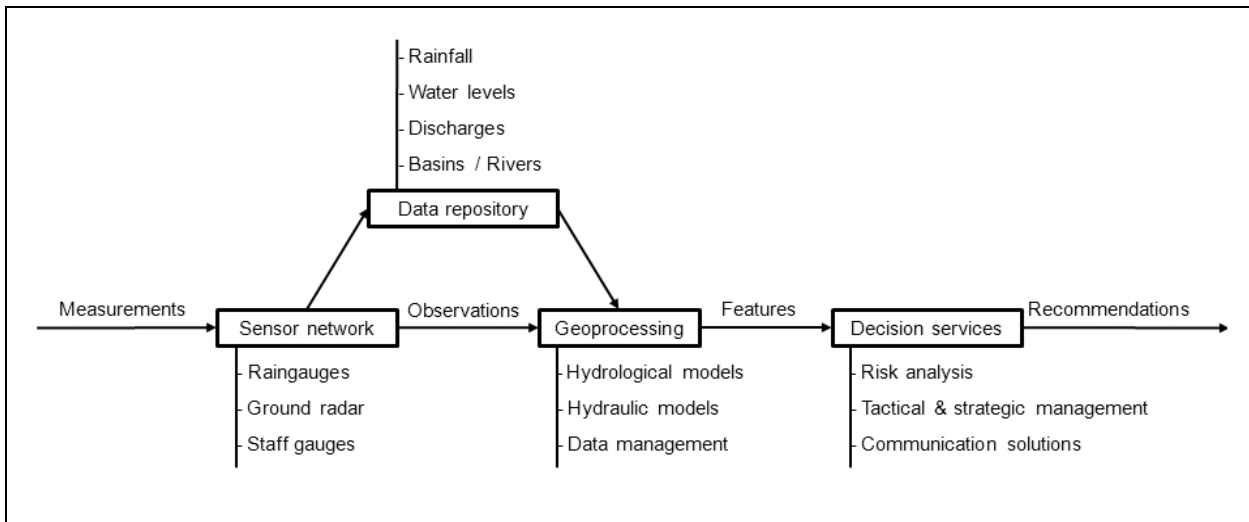 - Rainfall
- Water levels
- Discharges
- Basins / Rivers
Data repository
Measurements
Sensor network
Observations
Geoprocessing
Features
Decision services
Recommendations
- Raingauges
- Ground radar
- Staff gauges
- Hydrological models
- Hydraulic models
- Data management
- Risk analysis
- Tactical & strategic management
- Communication solutions